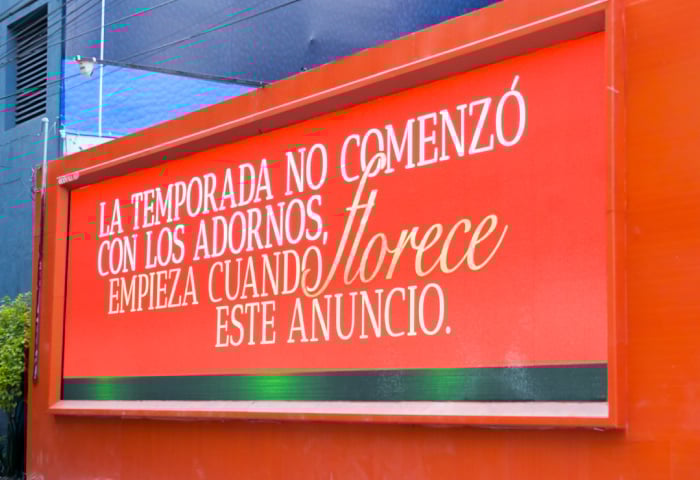 LA TEMPORADA NO COMENZÓ
CON LOS ADORNOS,
EMPIEZA CUANDO florece
ESTE ANUNCIO.